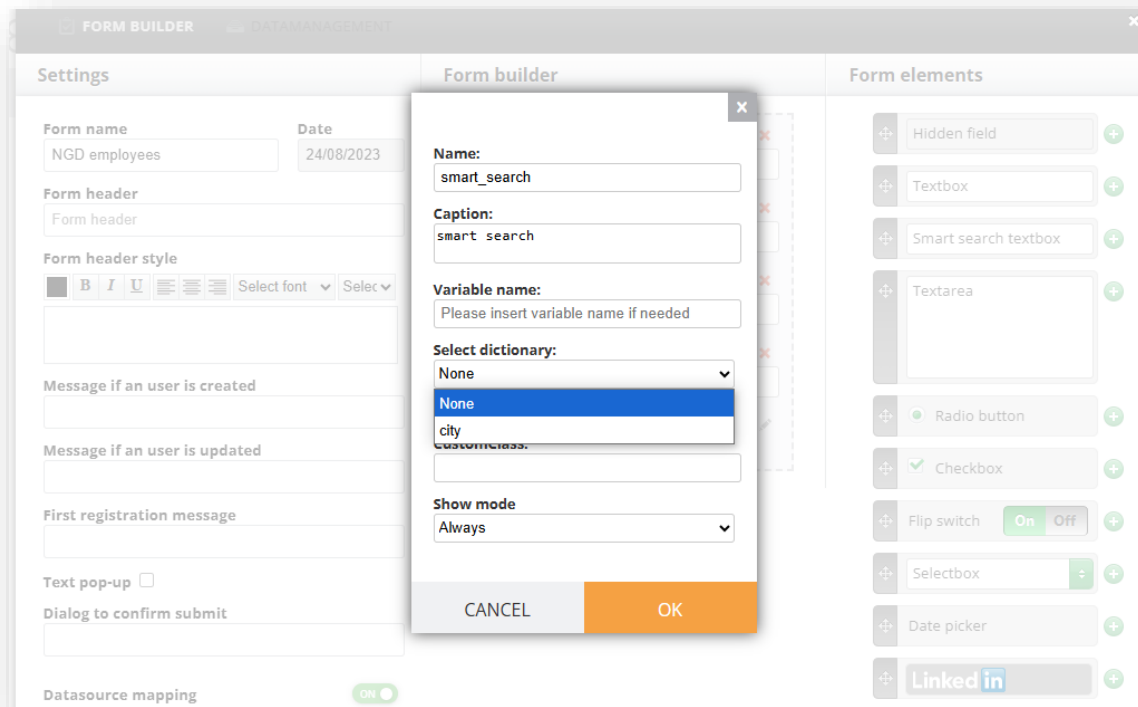 FORM BUILDER DATAMANAGEMENT
Settings
Form name Date
NGD employees 24/08/2023
Form header
Form header
Form header style
B I U Select font Selec
Message if an user is created
Message if an user is updated
First registration message
Text pop-up
Dialog to confirm submit
Datasource mapping ON
Form builder
Name:
smart_search
Caption:
smart search
Variable name:
Please insert variable name if needed
Select dictionary:
None
None
city
CustomClass:
Show mode
Always
CANCEL OK
Form elements
Hidden field
Textbox
Smart search textbox
Textarea
Radio button
Checkbox
Flip switch On Off
Selectbox
Date picker
Linked in